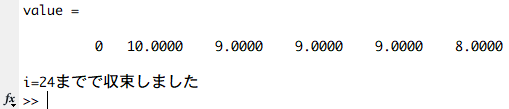 value =
0 10.0000 9.0000 9.0000 9.0000 8.0000
i=24までで収束しました
fx >>